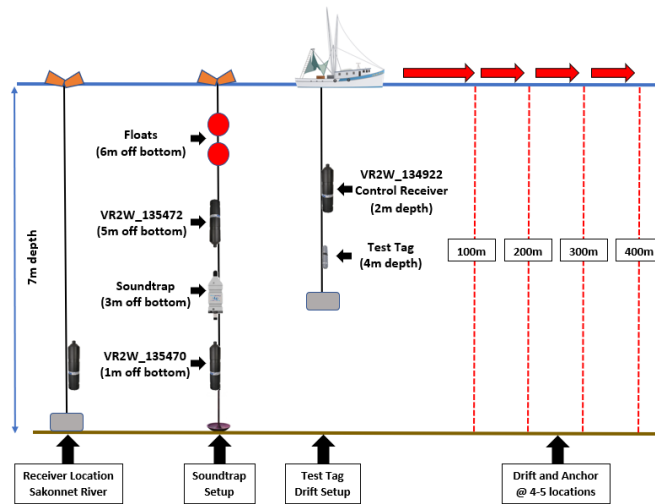 Floats
(6m off bottom)
VR2W_135472
(5m off bottom)
Soundtrap
(3m off bottom)
VR2W_135470
(1m off bottom)
7m depth
VR2W_134922
Control Receiver
(2m depth)
Test Tag
(4m depth)
100m
200m
300m
400m
Receiver Location
Sakonnet River
Soundtrap
Setup
Test Tag
Drift Setup
Drift and Anchor
@ 4-5 locations